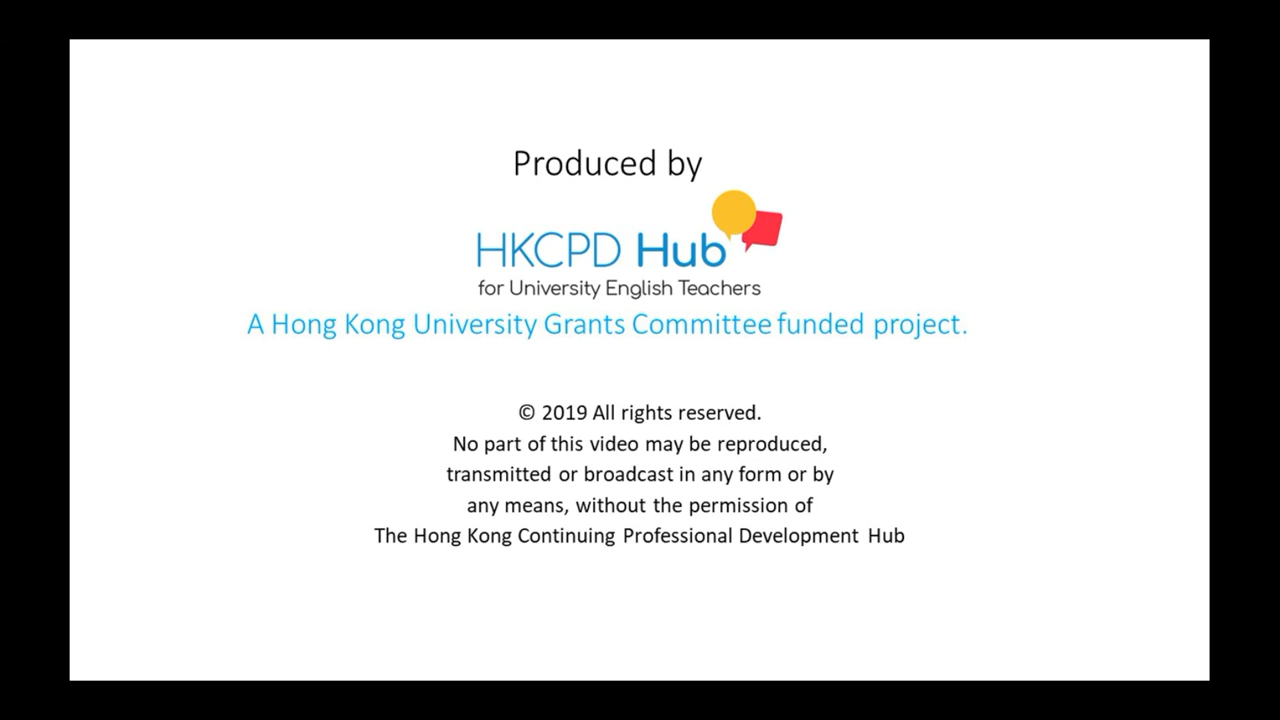 Produced by
HKCPD Hub
for University English Teachers
A Hong Kong University Grants Committee funded project.
© 2019 All rights reserved.
No part of this video may be reproduced,
transmitted or broadcast in any form or by
any means, without the permission of
The Hong Kong Continuing Professional Development Hub